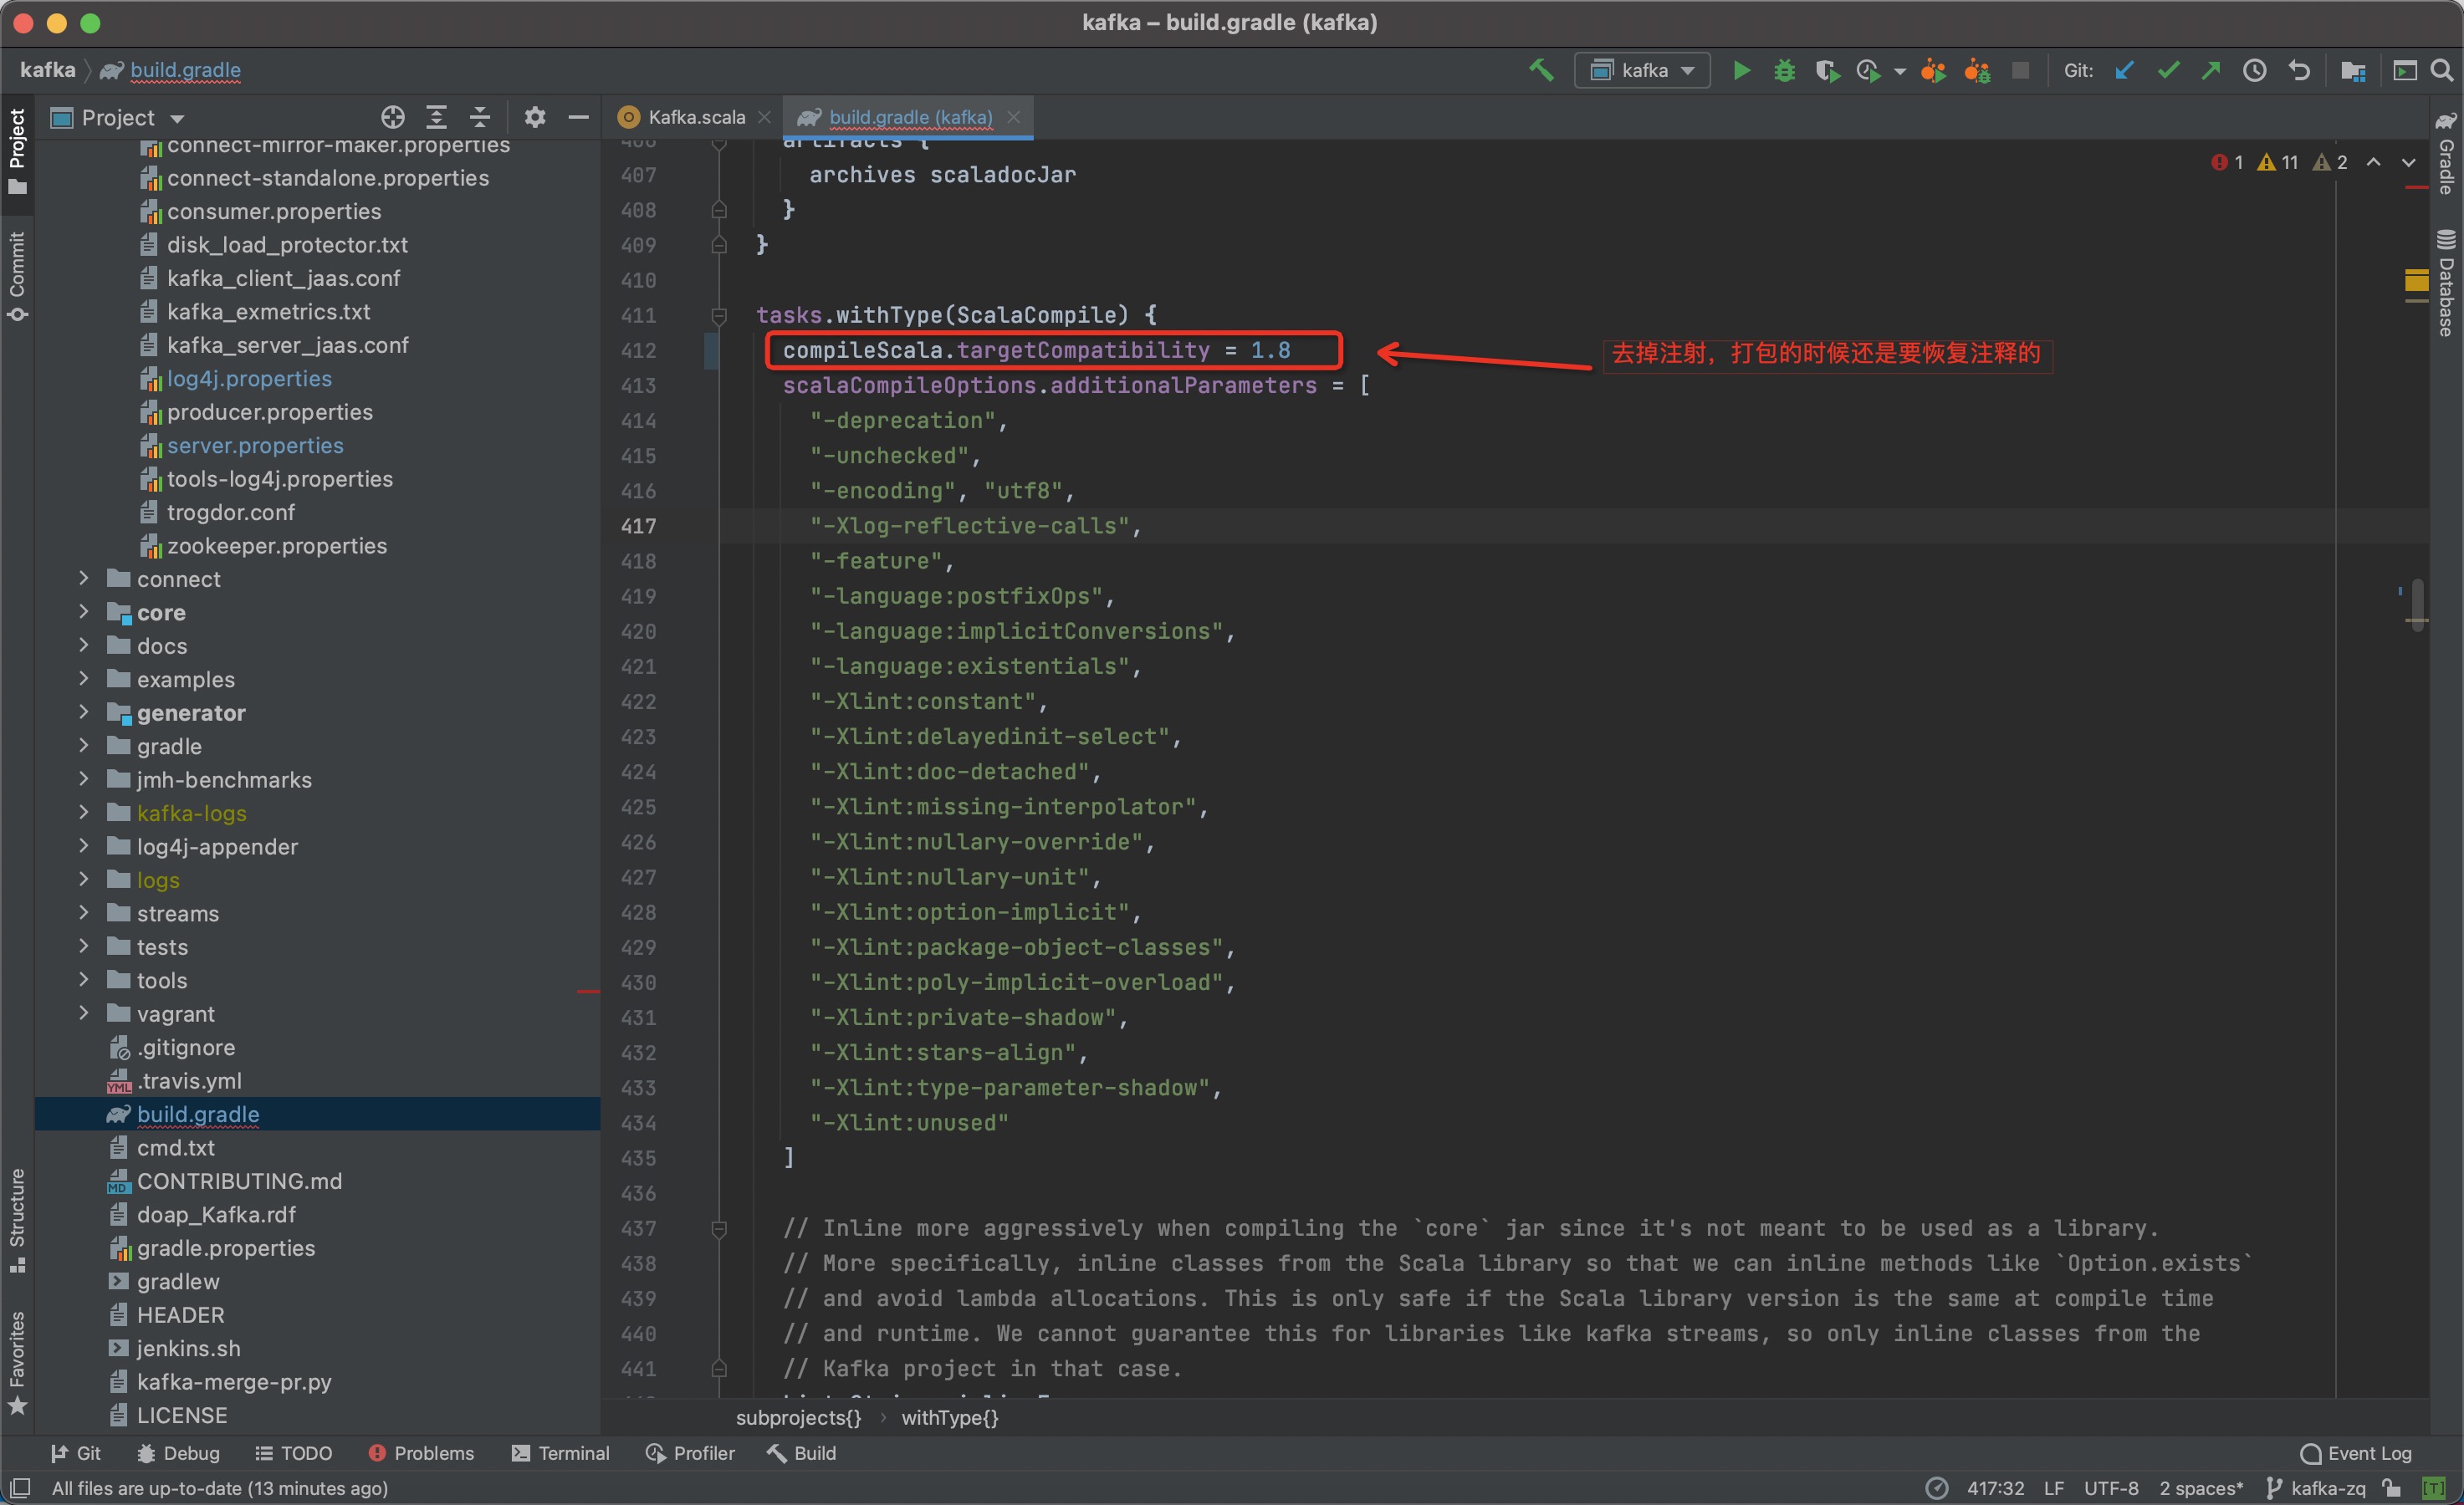 kafka – build.gradle (kafka)
kafka build.gradle
kafka
Git:
Project
Kafka.scala
build.gradle (kafka)
Project
Commit
Structure
Favorites
connect-mirror-maker.properties
connect-standalone.properties
consumer.properties
disk_load_protector.txt
kafka_client_jaas.conf
kafka_exmetrics.txt
kafka_server_jaas.conf
log4j.properties
producer.properties
server.properties
tools-log4j.properties
trogdor.conf
zookeeper.properties
connect
core
docs
examples
generator
gradle
jmh-benchmarks
kafka-logs
log4j-appender
logs
streams
tests
tools
vagrant
.gitignore
.travis.yml
build.gradle
cmd.txt
CONTRIBUTING.md
doap_Kafka.rdf
gradle.properties
gradlew
HEADER
jenkins.sh
kafka-merge-pr.py
LICENSE
1 11 2
406 artifacts {
407 archives scaladocJar
408 }
409 }
410
411 tasks.withType(ScalaCompile) {
412 compileScala.targetCompatibility = 1.8
去掉注射，打包的时候还是要恢复注释的
413 scalaCompileOptions.additionalParameters = [
414 "-deprecation",
415 "-unchecked",
416 "-encoding", "utf8",
417 "-Xlog-reflective-calls",
418 "-feature",
419 "-language:postfixOps",
420 "-language:implicitConversions",
421 "-language:existentials",
422 "-Xlint:constant",
423 "-Xlint:delayedinit-select",
424 "-Xlint:doc-detached",
425 "-Xlint:missing-interpolator",
426 "-Xlint:nullary-override",
427 "-Xlint:nullary-unit",
428 "-Xlint:option-implicit",
429 "-Xlint:package-object-classes",
430 "-Xlint:poly-implicit-overload",
431 "-Xlint:private-shadow",
432 "-Xlint:stars-align",
433 "-Xlint:type-parameter-shadow",
434 "-Xlint:unused"
435 ]
436
437 // Inline more aggressively when compiling the `core` jar since it's not meant to be used as a library.
438 // More specifically, inline classes from the Scala library so that we can inline methods like `Option.exists`
439 // and avoid lambda allocations. This is only safe if the Scala library version is the same at compile time
440 // and runtime. We cannot guarantee this for libraries like kafka streams, so only inline classes from the
441 // Kafka project in that case.
subprojects{} withType{}
Gradle
Database
Git Debug TODO Problems Terminal Profiler Build Event Log
All files are up-to-date (13 minutes ago)
417:32 LF UTF-8 2 spaces* kafka-zq [T]